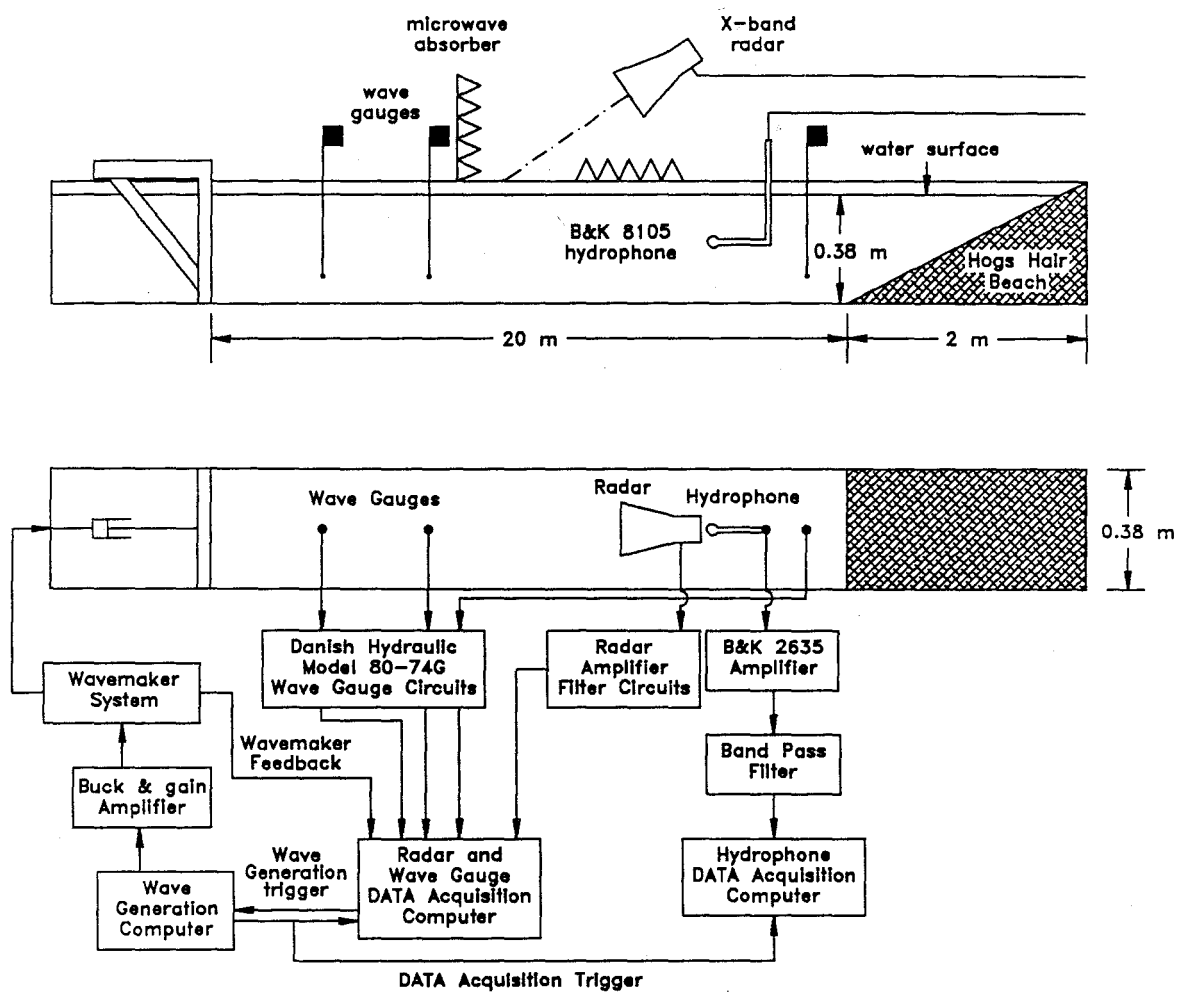 microwave
absorber
X-band
radar
wave
gauges
water surface
B&K 8105
hydrophone
0.38 m
Hogs Hair
Beach
20 m
2 m
Wave Gauges
Radar
Hydrophone
0.38 m
Danish Hydraulic
Model 80-74G
Wave Gauge Circuits
Radar
Amplifier
Filter Circuits
B&K 2635
Amplifier
Wavemaker
System
Wavemaker
Feedback
Band Pass
Filter
Buck & gain
Amplifier
Wave
Generation
trigger
Radar and
Wave Gauge
DATA Acquisition
Computer
Hydrophone
DATA Acquisition
Computer
Wave
Generation
Computer
DATA Acquisition Trigger